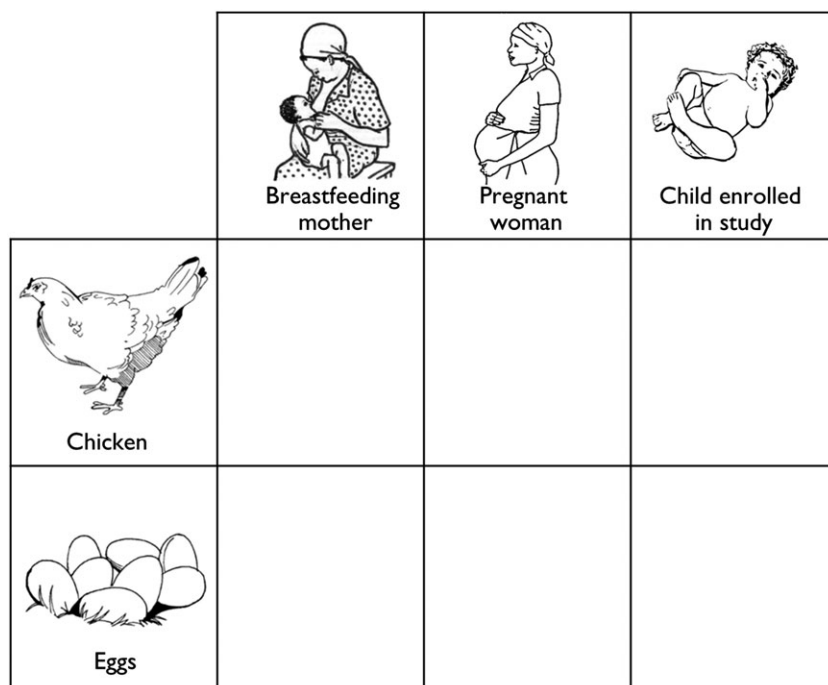 Breastfeeding
mother
Pregnant
woman
Child enrolled
in study
Chicken
Eggs